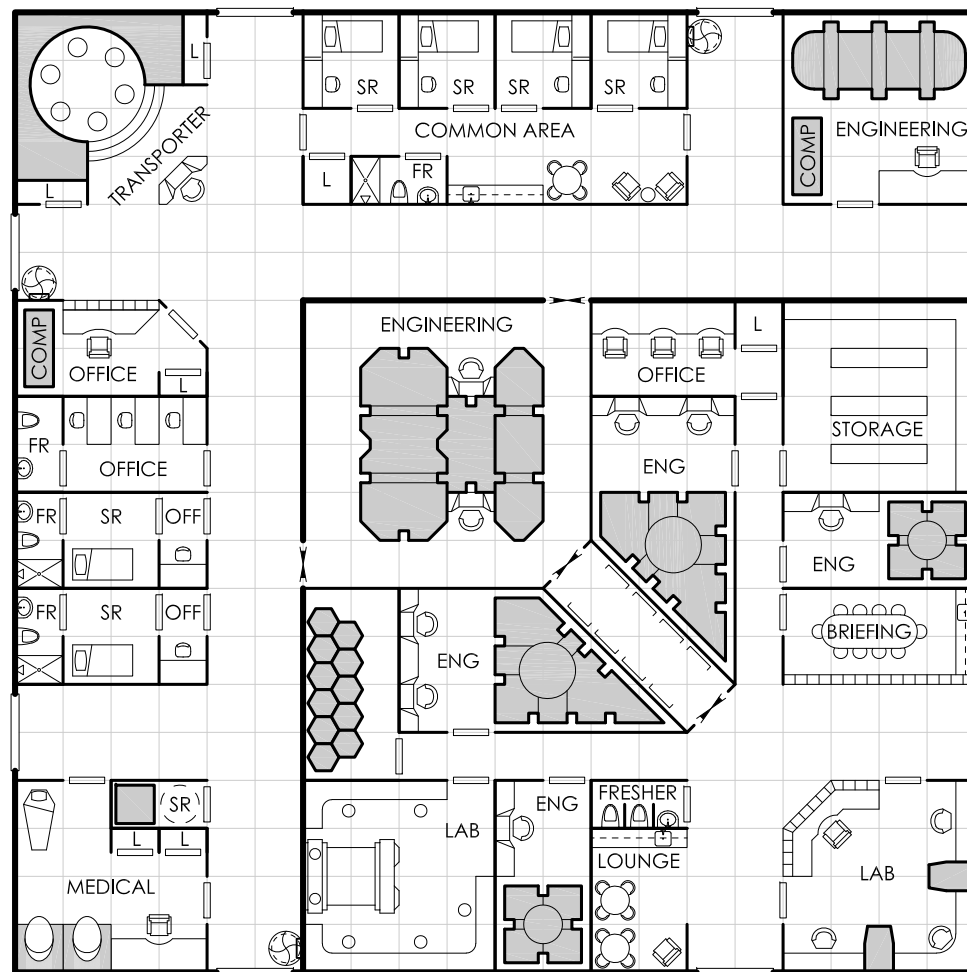 L
SR
SR
SR
SR
COMMON AREA
TRANSPORTER
COMP
ENGINEERING
L
FR
L
COMP
OFFICE
L
ENGINEERING
OFFICE
L
STORAGE
FR
OFFICE
ENG
FR
SR
OFF
ENG
FR
SR
OFF
ENG
BRIEFING
SR
L
L
MEDICAL
LAB
ENG
FRESHER
LOUNGE
LAB